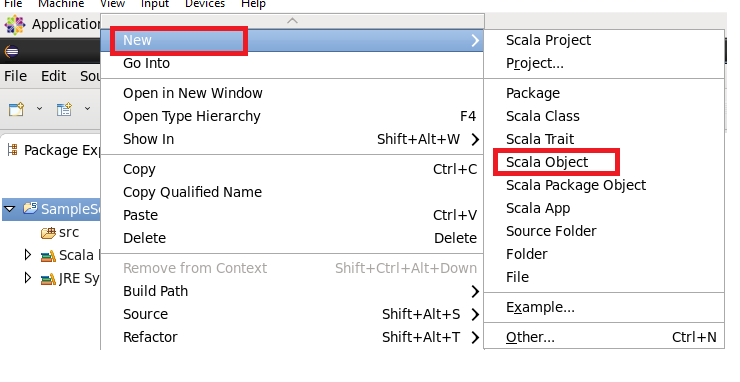 File Machine View Input Devices Help
Application
File Edit Sou
Package Exp
SampleSc
src
Scala
JRE Sy
New
Go Into
Open in New Window
Open Type Hierarchy F4
Show In Shift+Alt+W
Copy Ctrl+C
Copy Qualified Name
Paste Ctrl+V
Delete Delete
Remove from Context Shift+Ctrl+Alt+Down
Build Path
Source Shift+Alt+S
Refactor Shift+Alt+T
Scala Project
Project...
Package
Scala Class
Scala Trait
Scala Object
Scala Package Object
Scala App
Source Folder
Folder
File
Example...
Other... Ctrl+N